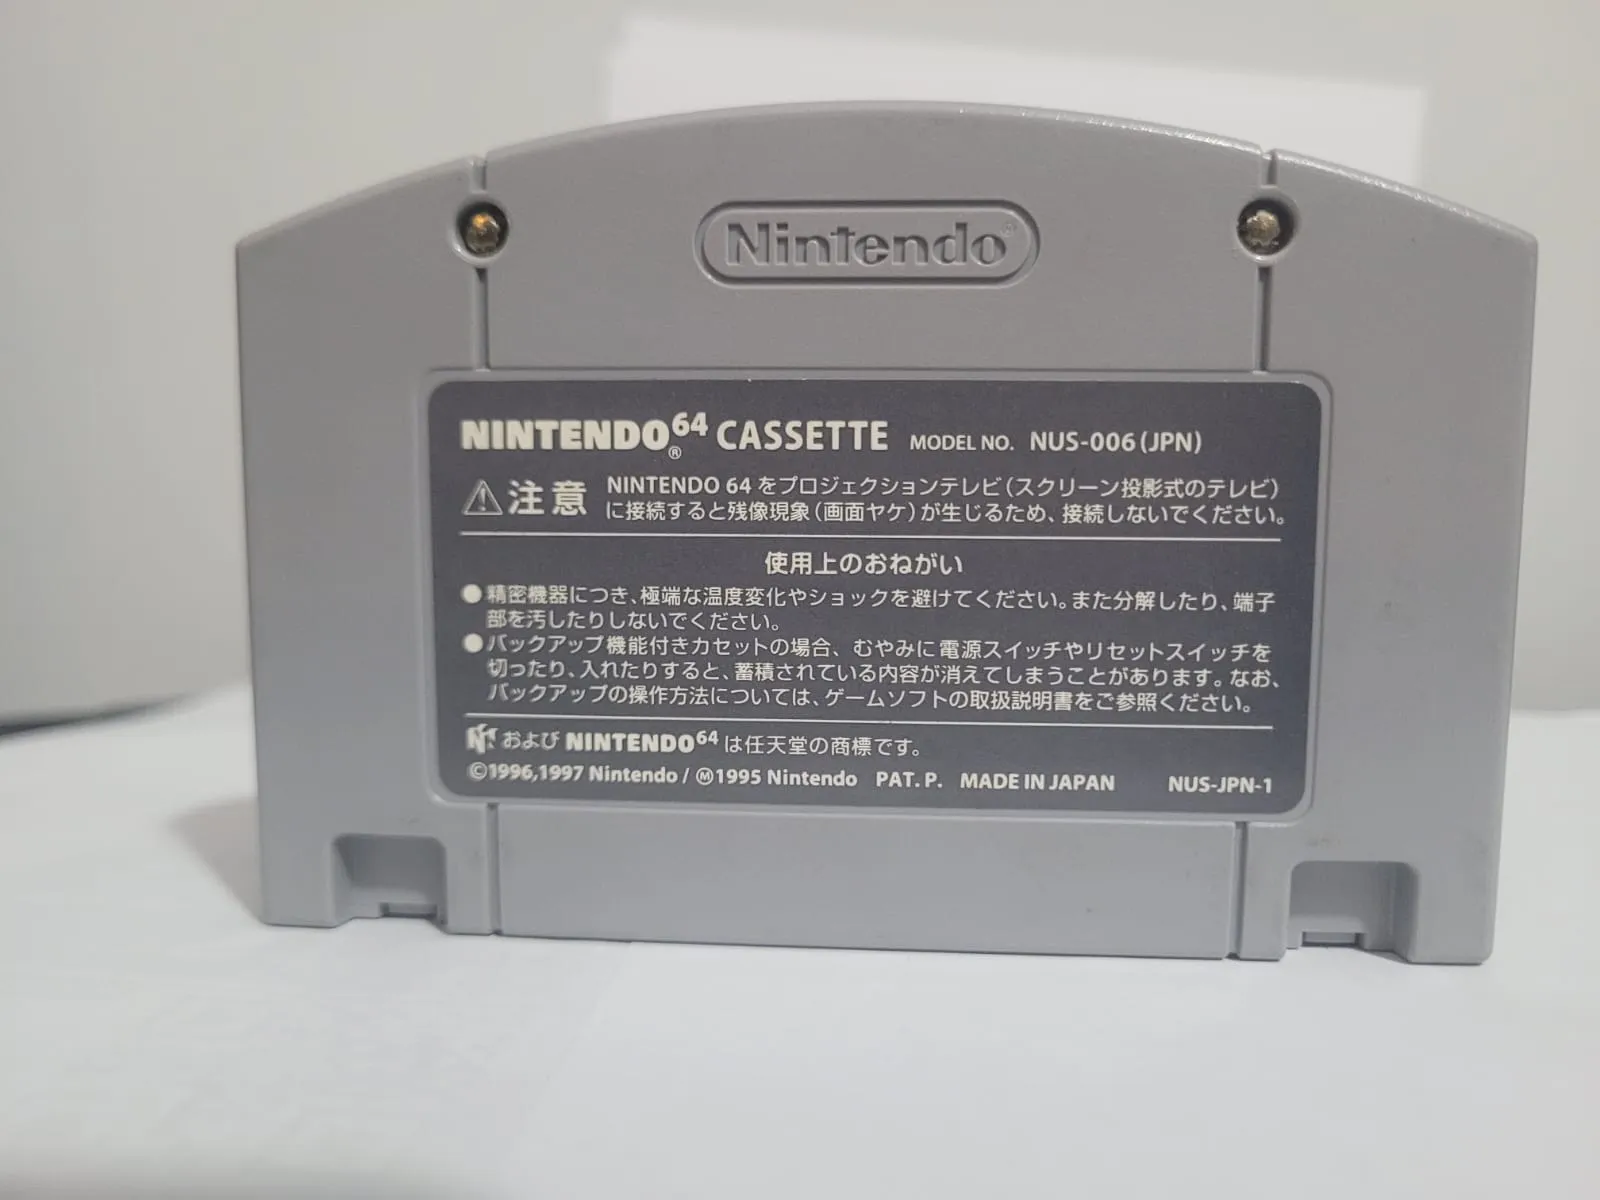 Nintendo®
NINTENDO64® CASSETTE MODEL NO. NUS-006(JPN)
⚠注意 NINTENDO 64 をプロジェクションテレビ(スクリーン投影式のテレビ)
に接続すると残像現象(画面ヤケ)が生じるため、接続しないでください。
使用上のおねがい
●精密機器につき、極端な温度変化やショックを避けてください。また分解したり、端子
部を汚したりしないでください。
●バックアップ機能付きカセットの場合、むやみに電源スイッチやリセットスイッチを
切ったり、入れたりすると、蓄積されている内容が消えてしまうことがあります。なお、
バックアップの操作方法については、ゲームソフトの取扱説明書をご参照ください。
および NINTENDO64 は任天堂の商標です。
©1996,1997 Nintendo / Ⓜ1995 Nintendo PAT. P. MADE IN JAPAN NUS-JPN-1